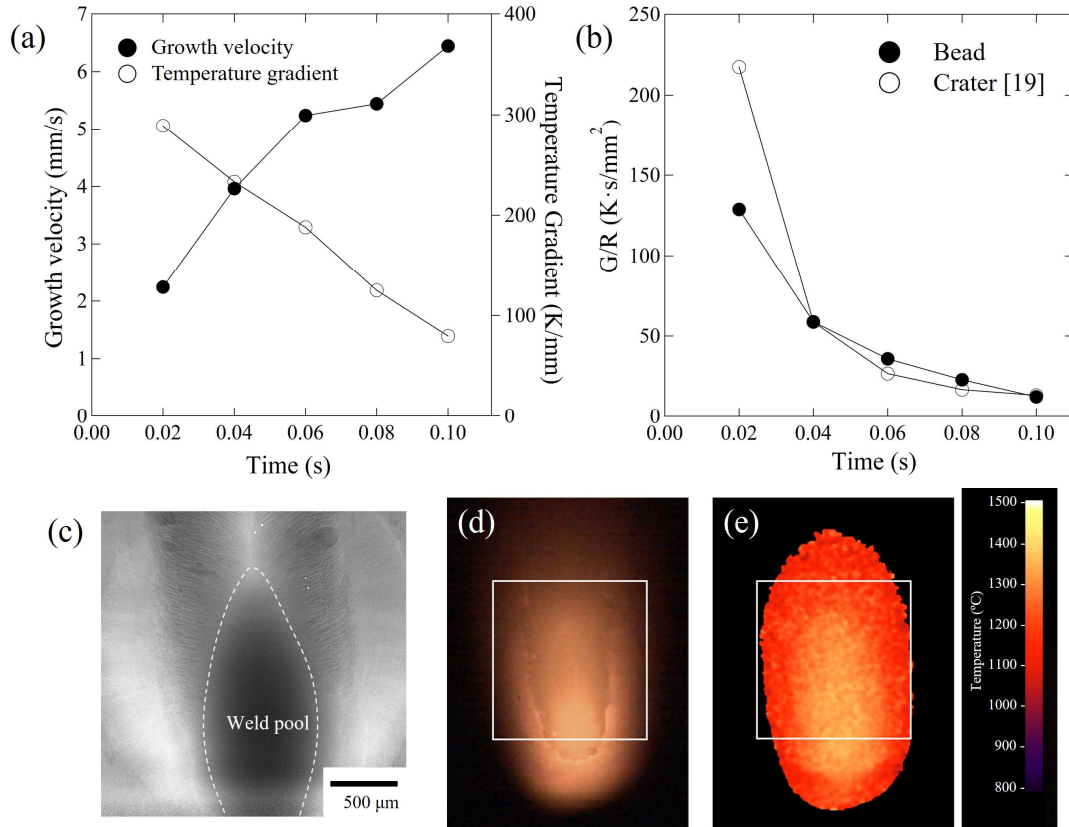 (a)
7
6
5
4
3
2
1
0
Growth velocity (mm/s)
Growth velocity
Temperature gradient
400
300
200
100
0
Temperature Gradient (K/mm)
0.00 0.02 0.04 0.06 0.08 0.10
Time (s)
(b)
250
200
150
100
50
0
G/R (K·s/mm²)
Bead
Crater [19]
0.00 0.02 0.04 0.06 0.08 0.10
Time (s)
(c)
Weld pool
500 μm
(d)
(e)
Temperature (ºC)
1500
1400
1300
1200
1100
1000
900
800